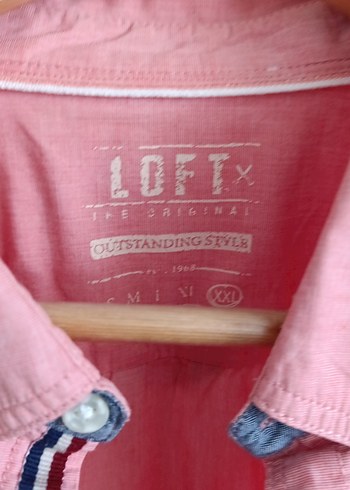 LOFT X
THE ORIGINAL
OUTSTANDING STYLE
1968
S M L XL XXL